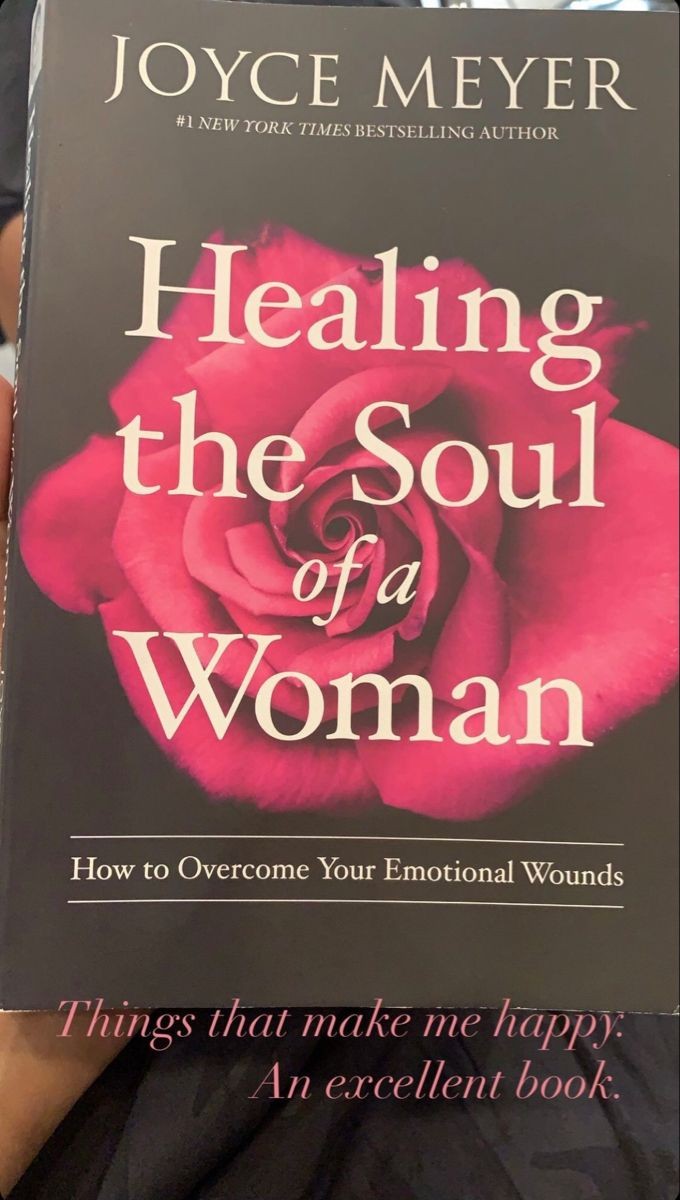 JOYCE MEYER
#1 NEW YORK TIMES BESTSELLING AUTHOR
Healing
the Soul
of a
Woman
How to Overcome Your Emotional Wounds
Things that make me happy.
An excellent book.